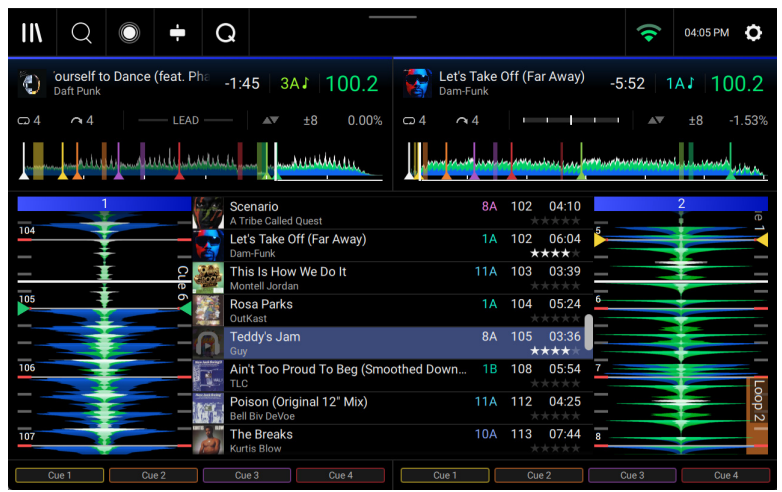 04:05 PM
ourself to Dance (feat. Pha
Daft Punk
-1:45
3A
100.2
4
4
LEAD
±8
0.00%
Let's Take Off (Far Away)
Dam-Funk
-5:52
1A
100.2
4
4
±8
-1.53%
1
104
105
106
107
Cue 6
Scenario 8A 102 04:10
A Tribe Called Quest
Let's Take Off (Far Away) 1A 102 06:04
Dam-Funk
This Is How We Do It 11A 103 03:39
Montell Jordan
Rosa Parks 1A 104 05:24
OutKast
Teddy's Jam 8A 105 03:36
Guy
Ain't Too Proud To Beg (Smoothed Down... 1B 108 05:54
TLC
Poison (Original 12" Mix) 11A 112 04:25
Bell Biv DeVoe
The Breaks 10A 113 07:44
Kurtis Blow
2
5
6
7
8
e 1
Loop 2
Cue 1 Cue 2 Cue 3 Cue 4
Cue 1 Cue 2 Cue 3 Cue 4